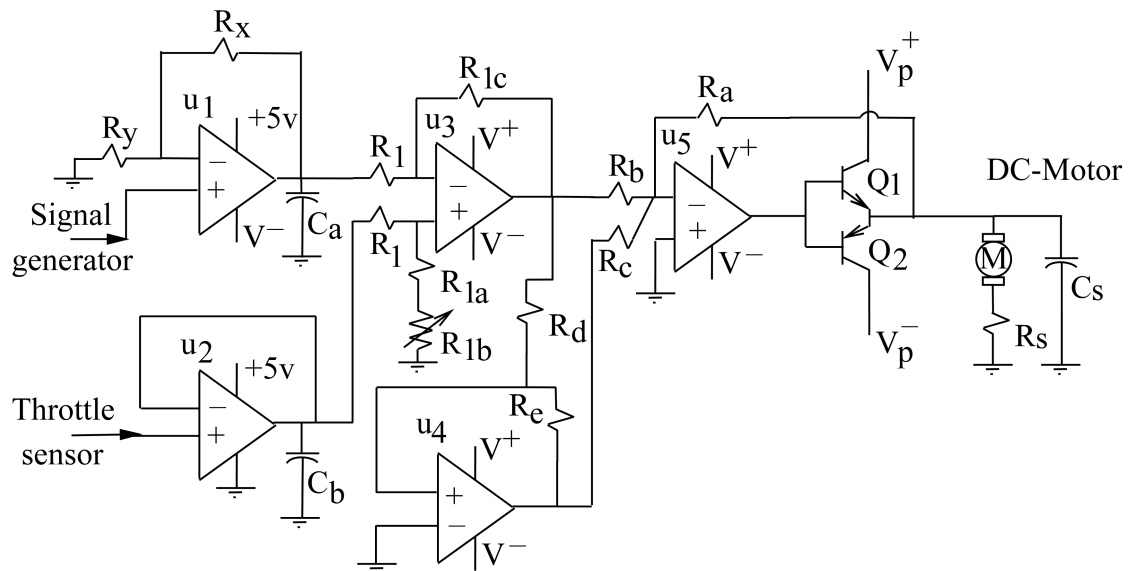 Rx
u1
+5v
Ry
−
+
Signal
generator
V−
Ca
R1
R1
R1c
u3
V+
−
+
V−
R1a
R1b
u2
+5v
−
+
Throttle
sensor
Cb
Rd
Re
u4
V+
+
−
V−
Ra
u5
V+
Rb
Rc
−
+
V−
Vp+
Q1
Q2
Vp−
DC-Motor
M
Rs
Cs